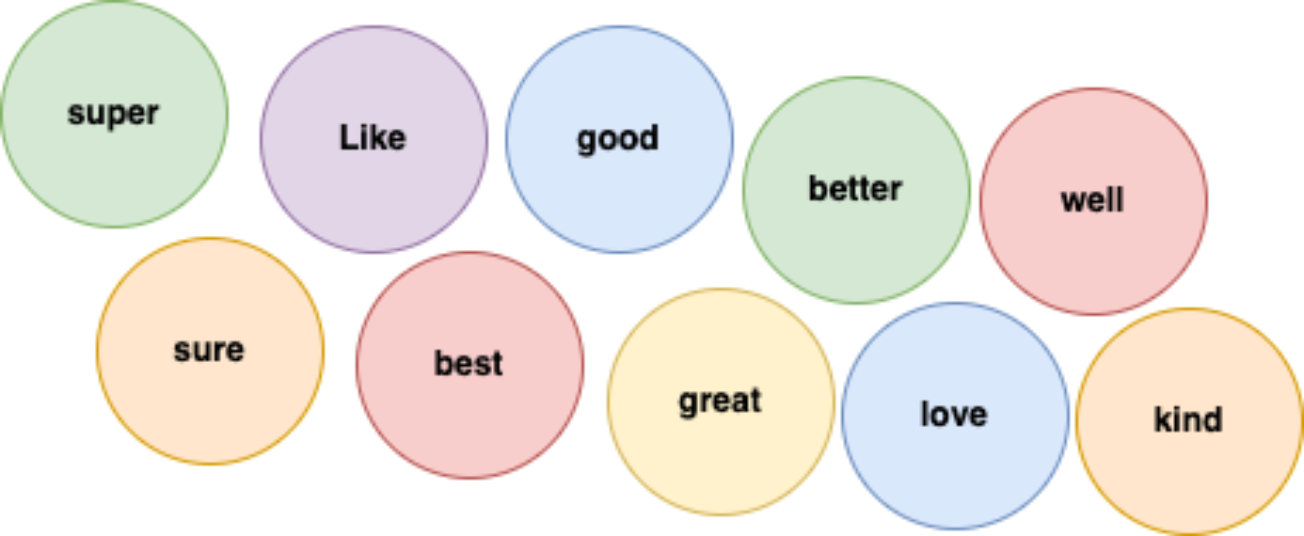 super
Like
good
better
well
sure
best
great
love
kind